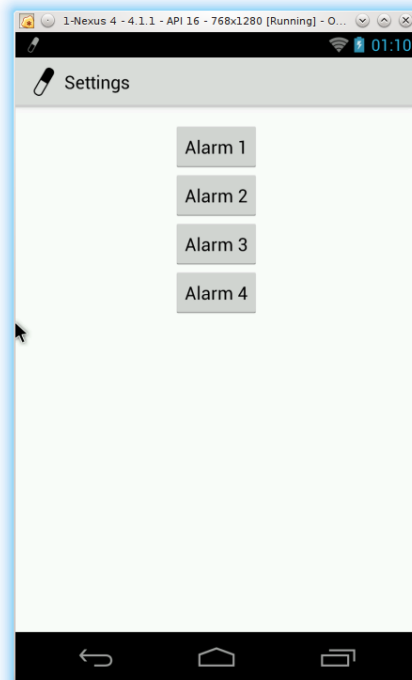 1-Nexus 4 - 4.1.1 - API 16 - 768x1280 [Running] - O...
01:10
Settings
Alarm 1
Alarm 2
Alarm 3
Alarm 4